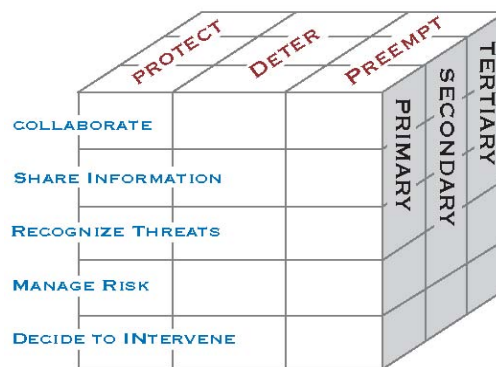 PROTECT
DETER
PREEMPT
COLLABORATE
SHARE INFORMATION
RECOGNIZE THREATS
MANAGE RISK
DECIDE TO INTERVENE
PRIMARY
SECONDARY
TERTIARY